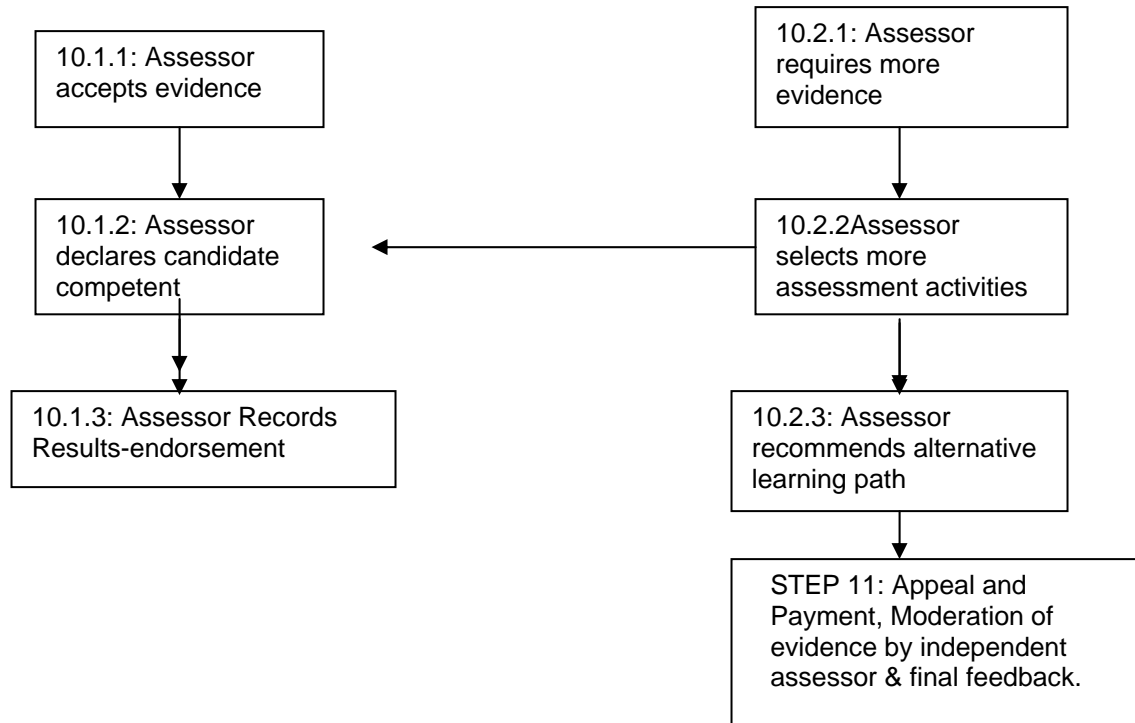 10.1.1: Assessor
accepts evidence
10.2.1: Assessor
requires more
evidence
10.1.2: Assessor
declares candidate
competent
10.2.2Assessor
selects more
assessment activities
10.1.3: Assessor Records
Results-endorsement
10.2.3: Assessor
recommends alternative
learning path
STEP 11: Appeal and
Payment, Moderation of
evidence by independent
assessor & final feedback.